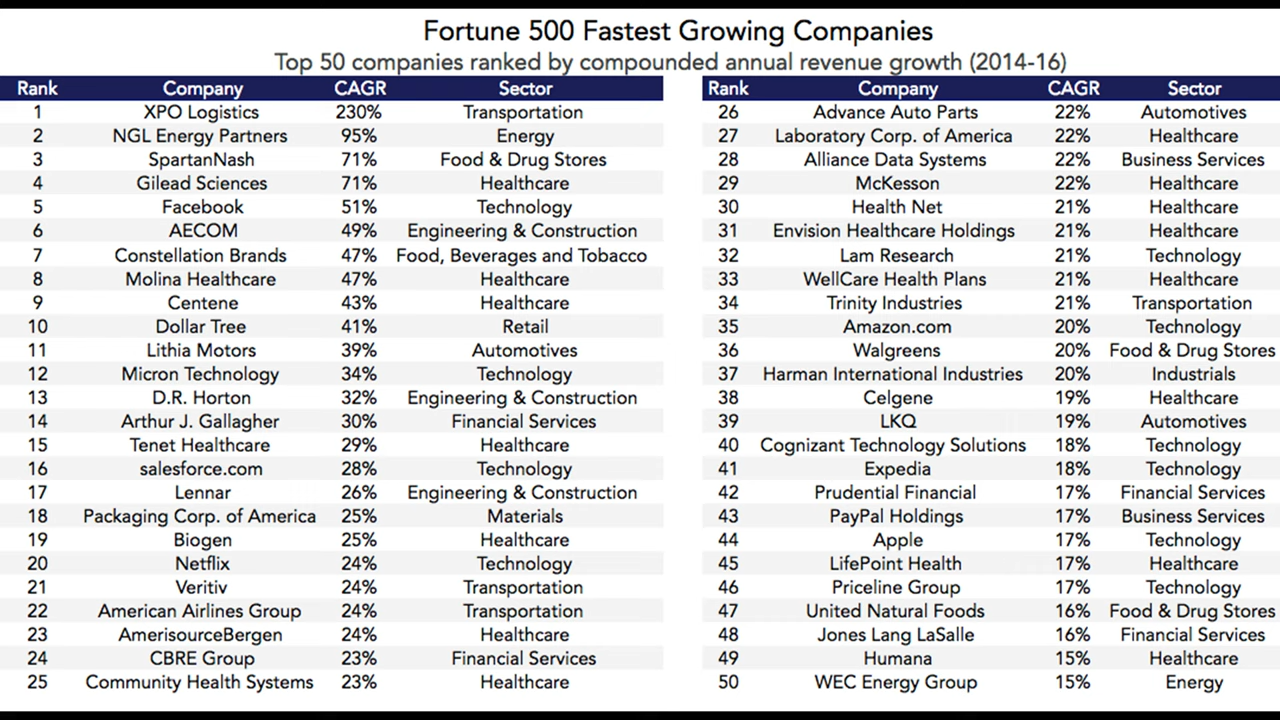 Fortune 500 Fastest Growing Companies
Top 50 companies ranked by compounded annual revenue growth (2014-16)
Rank Company CAGR Sector
1 XPO Logistics 230% Transportation
2 NGL Energy Partners 95% Energy
3 SpartanNash 71% Food & Drug Stores
4 Gilead Sciences 71% Healthcare
5 Facebook 51% Technology
6 AECOM 49% Engineering & Construction
7 Constellation Brands 47% Food, Beverages and Tobacco
8 Molina Healthcare 47% Healthcare
9 Centene 43% Healthcare
10 Dollar Tree 41% Retail
11 Lithia Motors 39% Automotives
12 Micron Technology 34% Technology
13 D.R. Horton 32% Engineering & Construction
14 Arthur J. Gallagher 30% Financial Services
15 Tenet Healthcare 29% Healthcare
16 salesforce.com 28% Technology
17 Lennar 26% Engineering & Construction
18 Packaging Corp. of America 25% Materials
19 Biogen 25% Healthcare
20 Netflix 24% Technology
21 Veritiv 24% Transportation
22 American Airlines Group 24% Transportation
23 AmerisourceBergen 24% Healthcare
24 CBRE Group 23% Financial Services
25 Community Health Systems 23% Healthcare
Rank Company CAGR Sector
26 Advance Auto Parts 22% Automotives
27 Laboratory Corp. of America 22% Healthcare
28 Alliance Data Systems 22% Business Services
29 McKesson 22% Healthcare
30 Health Net 21% Healthcare
31 Envision Healthcare Holdings 21% Healthcare
32 Lam Research 21% Technology
33 WellCare Health Plans 21% Healthcare
34 Trinity Industries 21% Transportation
35 Amazon.com 20% Technology
36 Walgreens 20% Food & Drug Stores
37 Harman International Industries 20% Industrials
38 Celgene 19% Healthcare
39 LKQ 19% Automotives
40 Cognizant Technology Solutions 18% Technology
41 Expedia 18% Technology
42 Prudential Financial 17% Financial Services
43 PayPal Holdings 17% Business Services
44 Apple 17% Technology
45 LifePoint Health 17% Healthcare
46 Priceline Group 17% Technology
47 United Natural Foods 16% Food & Drug Stores
48 Jones Lang LaSalle 16% Financial Services
49 Humana 15% Healthcare
50 WEC Energy Group 15% Energy